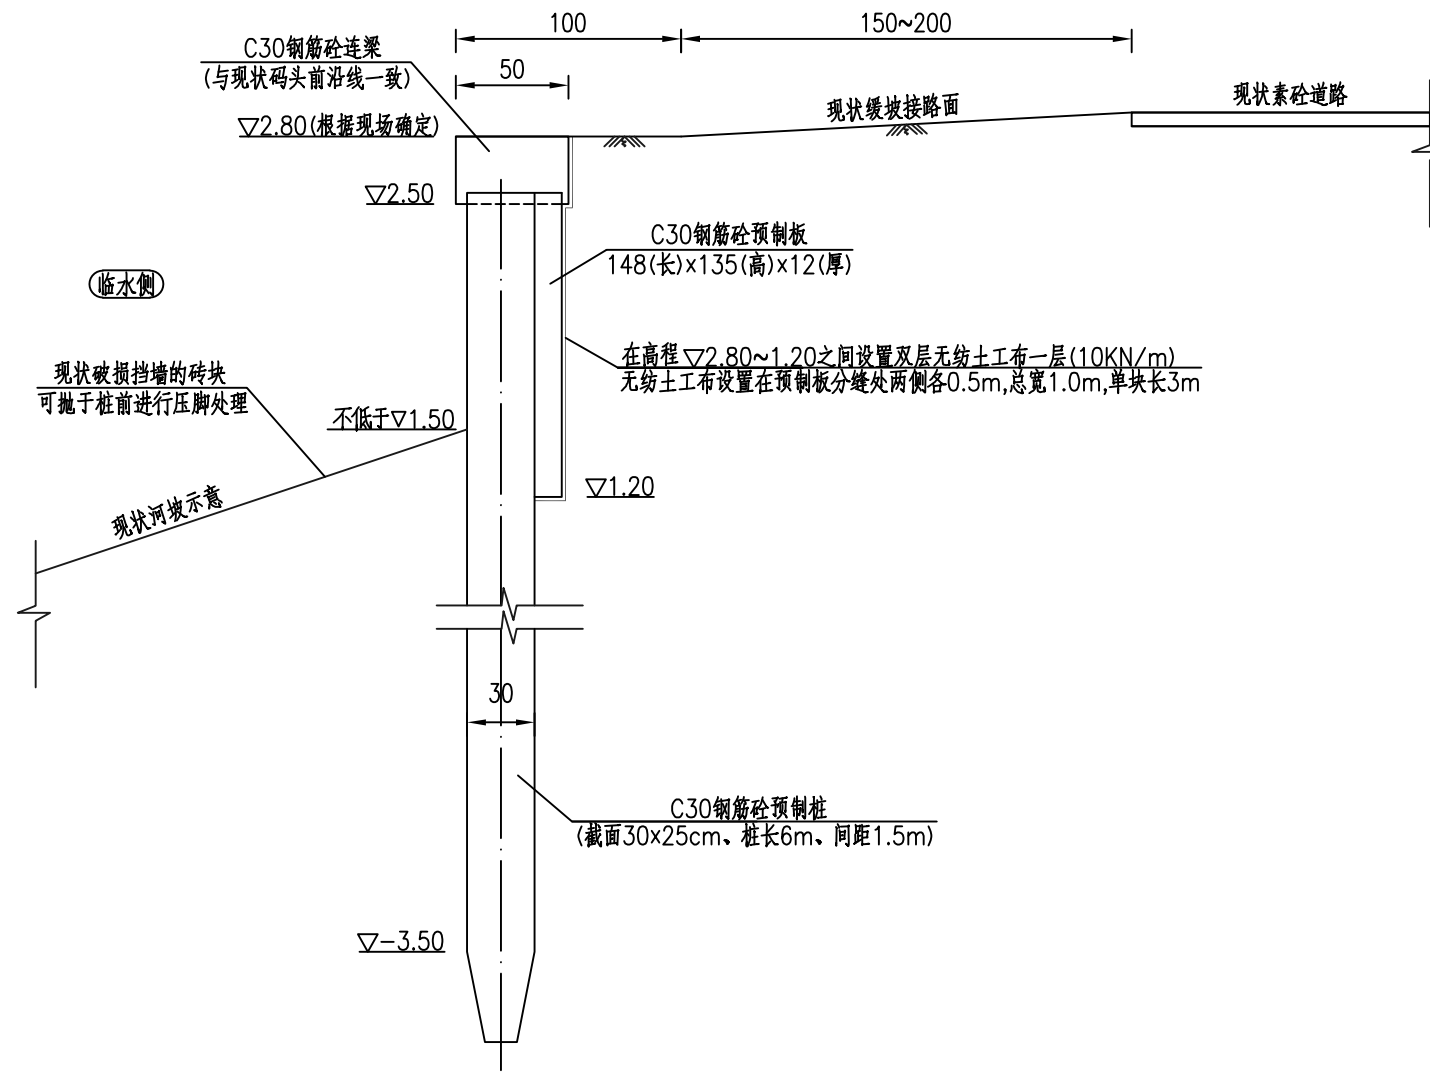 100
150~200
C30钢筋砼连梁
(与现状码头前沿线一致)
50
现状缓坡接路面
现状素砼道路
▽2.80(根据现场确定)
▽2.50
C30钢筋砼预制板
148(长)×135(高)×12(厚)
临水侧
在高程▽2.80~1.20之间设置双层无纺土工布一层(10KN/m)
无纺土工布设置在预制板分缝处两侧各0.5m,总宽1.0m,单块长3m
现状破损挡墙的砖块
可抛于桩前进行压脚处理
不低于▽1.50
▽1.20
现状河坡示意
30
C30钢筋砼预制桩
(截面30×25cm、桩长6m、间距1.5m)
▽-3.50